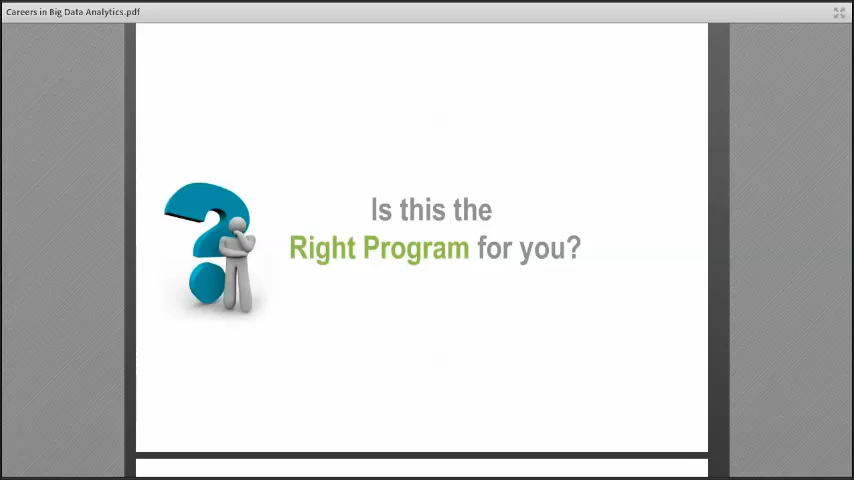 Careers in Big Data Analytics.pdf
Is this the
Right Program for you?